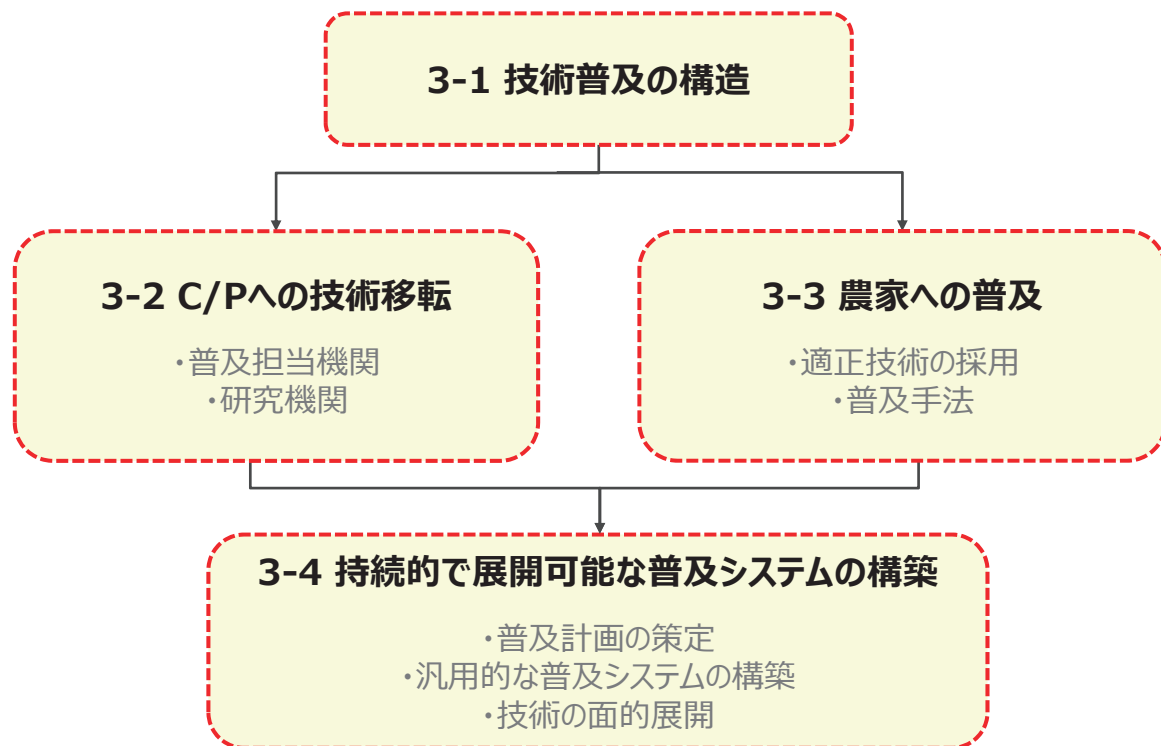 3-1 技術普及の構造
3-2 C/Pへの技術移転
・普及担当機関
・研究機関
3-3 農家への普及
・適正技術の採用
・普及手法
3-4 持続的で展開可能な普及システムの構築
・普及計画の策定
・汎用的な普及システムの構築
・技術の面的展開